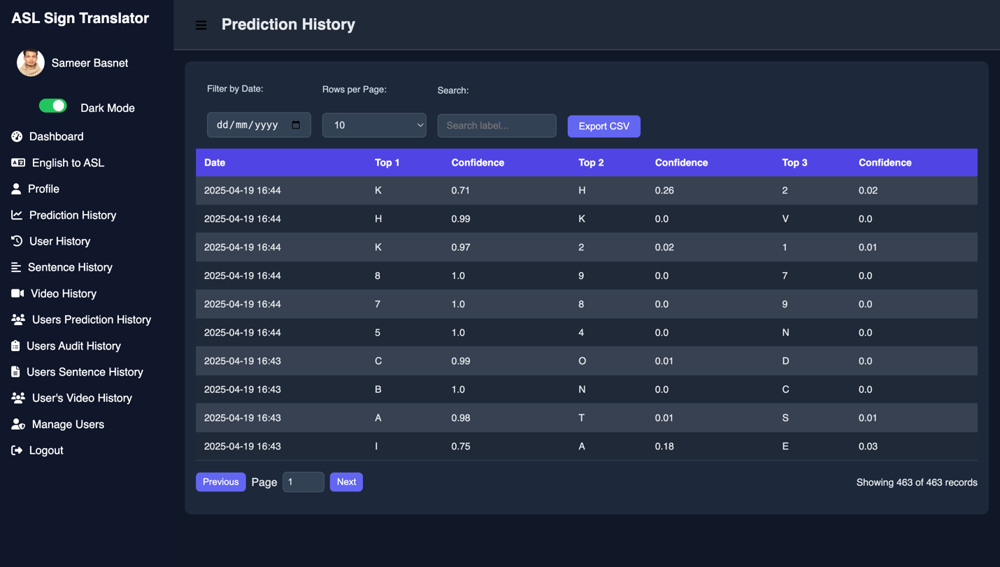 ASL Sign Translator
Sameer Basnet
Dark Mode
Dashboard
English to ASL
Profile
Prediction History
User History
Sentence History
Video History
Users Prediction History
Users Audit History
Users Sentence History
User's Video History
Manage Users
Logout
Prediction History
Filter by Date: Rows per Page: Search:
dd/mm/yyyy 10 Search label... Export CSV
Date Top 1 Confidence Top 2 Confidence Top 3 Confidence
2025-04-19 16:44 K 0.71 H 0.26 2 0.02
2025-04-19 16:44 H 0.99 K 0.0 V 0.0
2025-04-19 16:44 K 0.97 2 0.02 1 0.01
2025-04-19 16:44 8 1.0 9 0.0 7 0.0
2025-04-19 16:44 7 1.0 8 0.0 9 0.0
2025-04-19 16:44 5 1.0 4 0.0 N 0.0
2025-04-19 16:43 C 0.99 O 0.01 D 0.0
2025-04-19 16:43 B 1.0 N 0.0 C 0.0
2025-04-19 16:43 A 0.98 T 0.01 S 0.01
2025-04-19 16:43 I 0.75 A 0.18 E 0.03
Previous Page 1 Next Showing 463 of 463 records